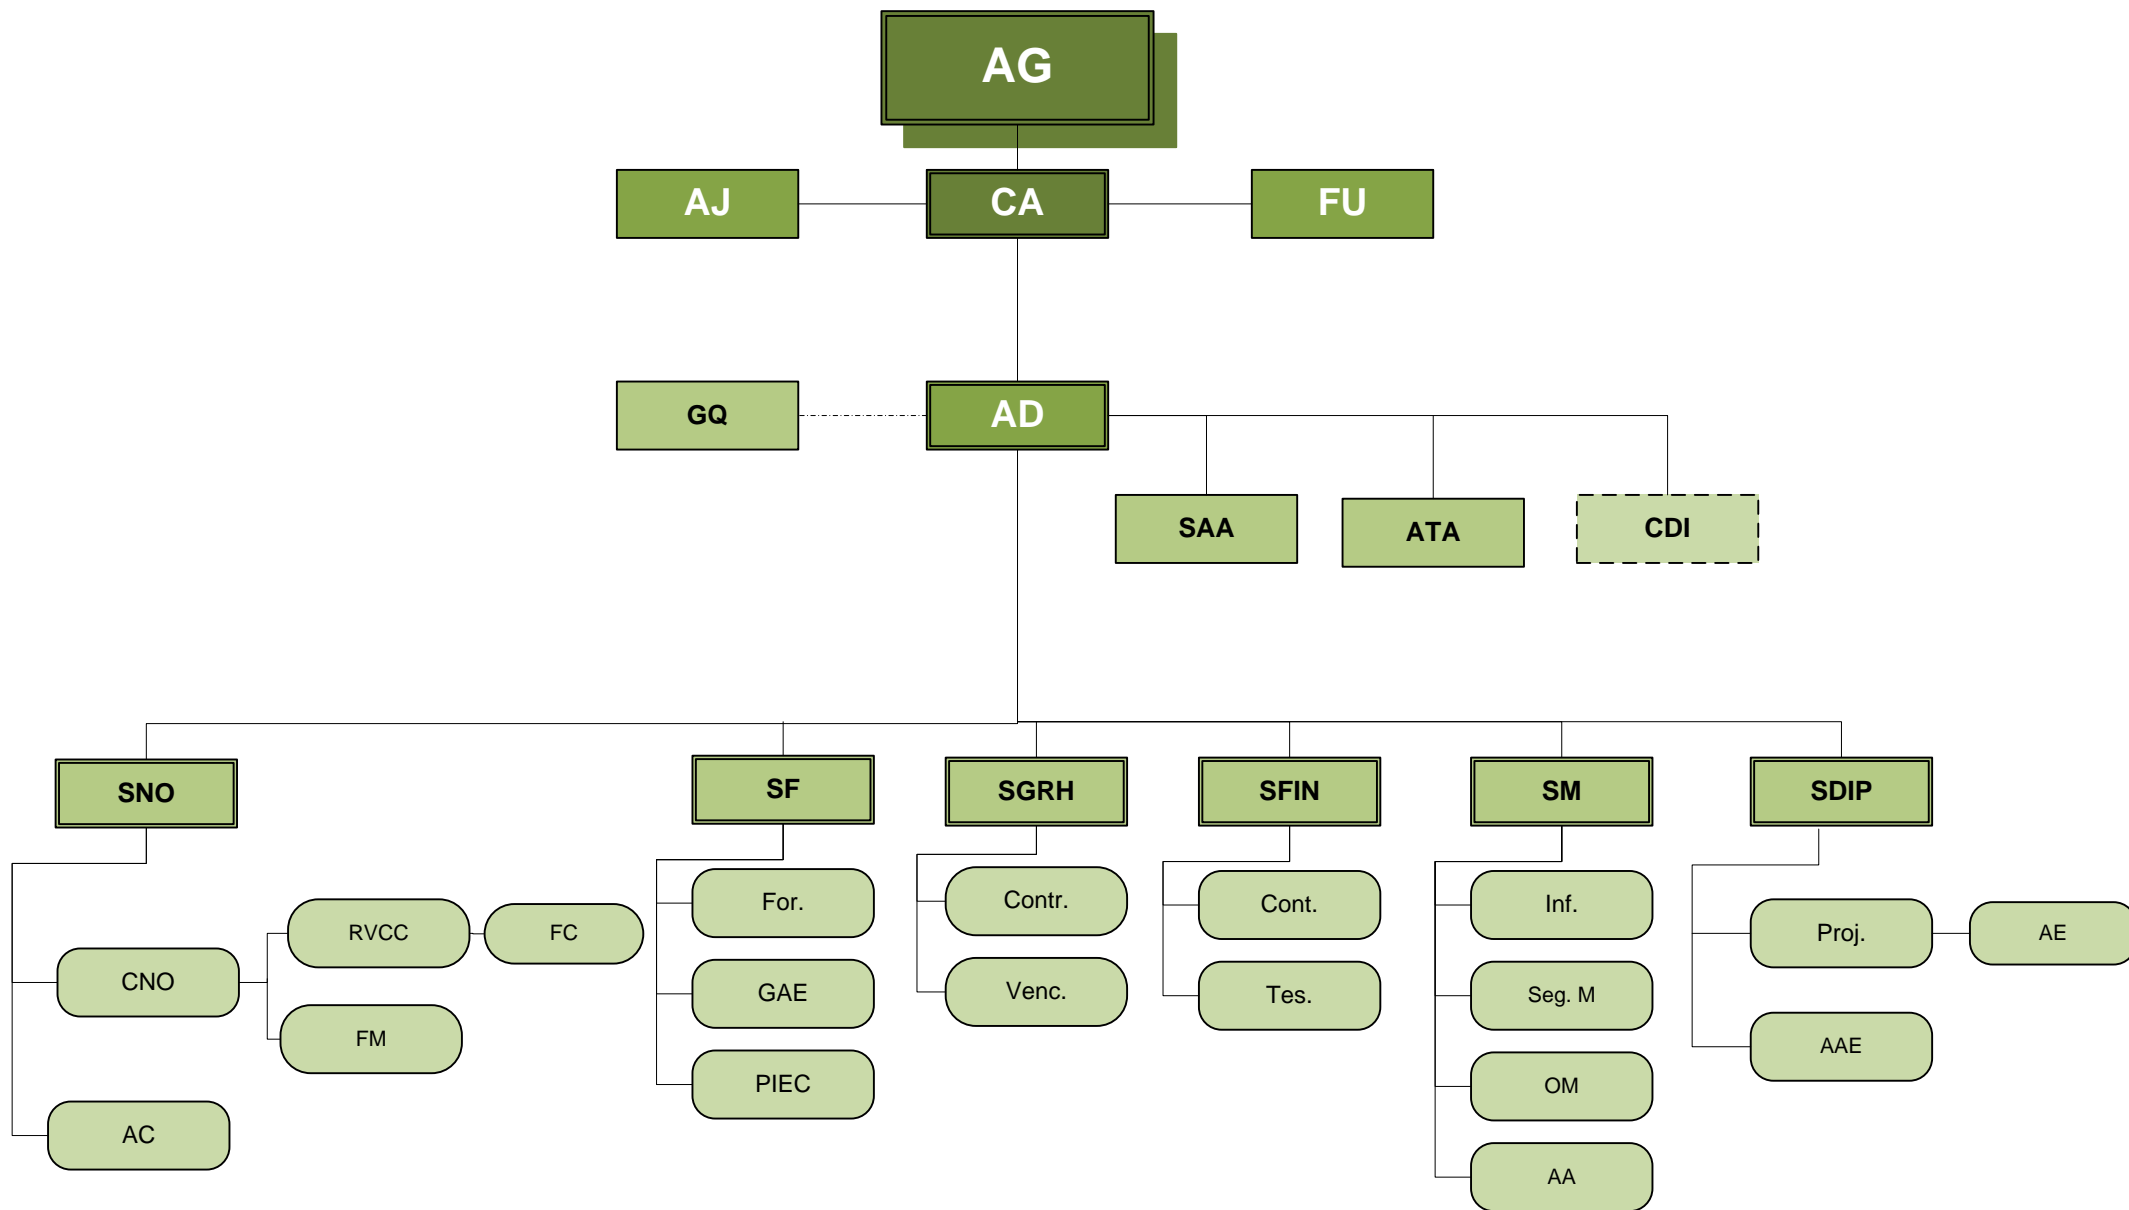 AG
AJ
CA
FU
GQ
AD
SAA
ATA
CDI
SNO
SF
SGRH
SFIN
SM
SDIP
For.
Contr.
Cont.
Inf.
RVCC
FC
Proj.
AE
CNO
GAE
Venc.
Tes.
Seg. M
FM
AAE
PIEC
OM
AC
AA